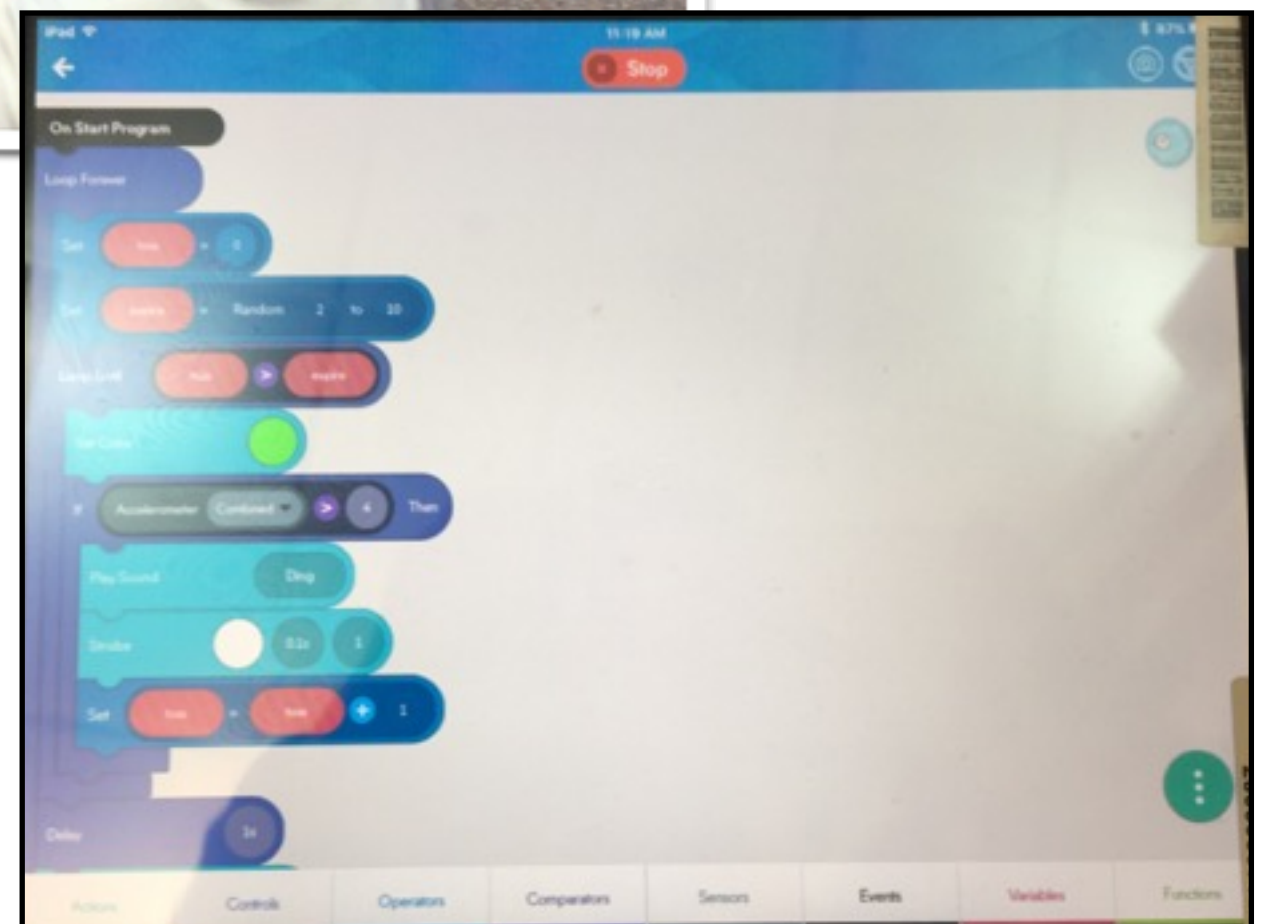 iPad
11:19 AM
87%
Stop
On Start Program
Loop Forever
Set = 0
Set = Random 2 to 10
Loop Until >
Set Color
If Accelerometer Combined > 4 Then
Play Sound Ding
Strobe 0.1s 1
Set = + 1
Delay 1s
Actions Controls Operators Comparators Sensors Events Variables Functions